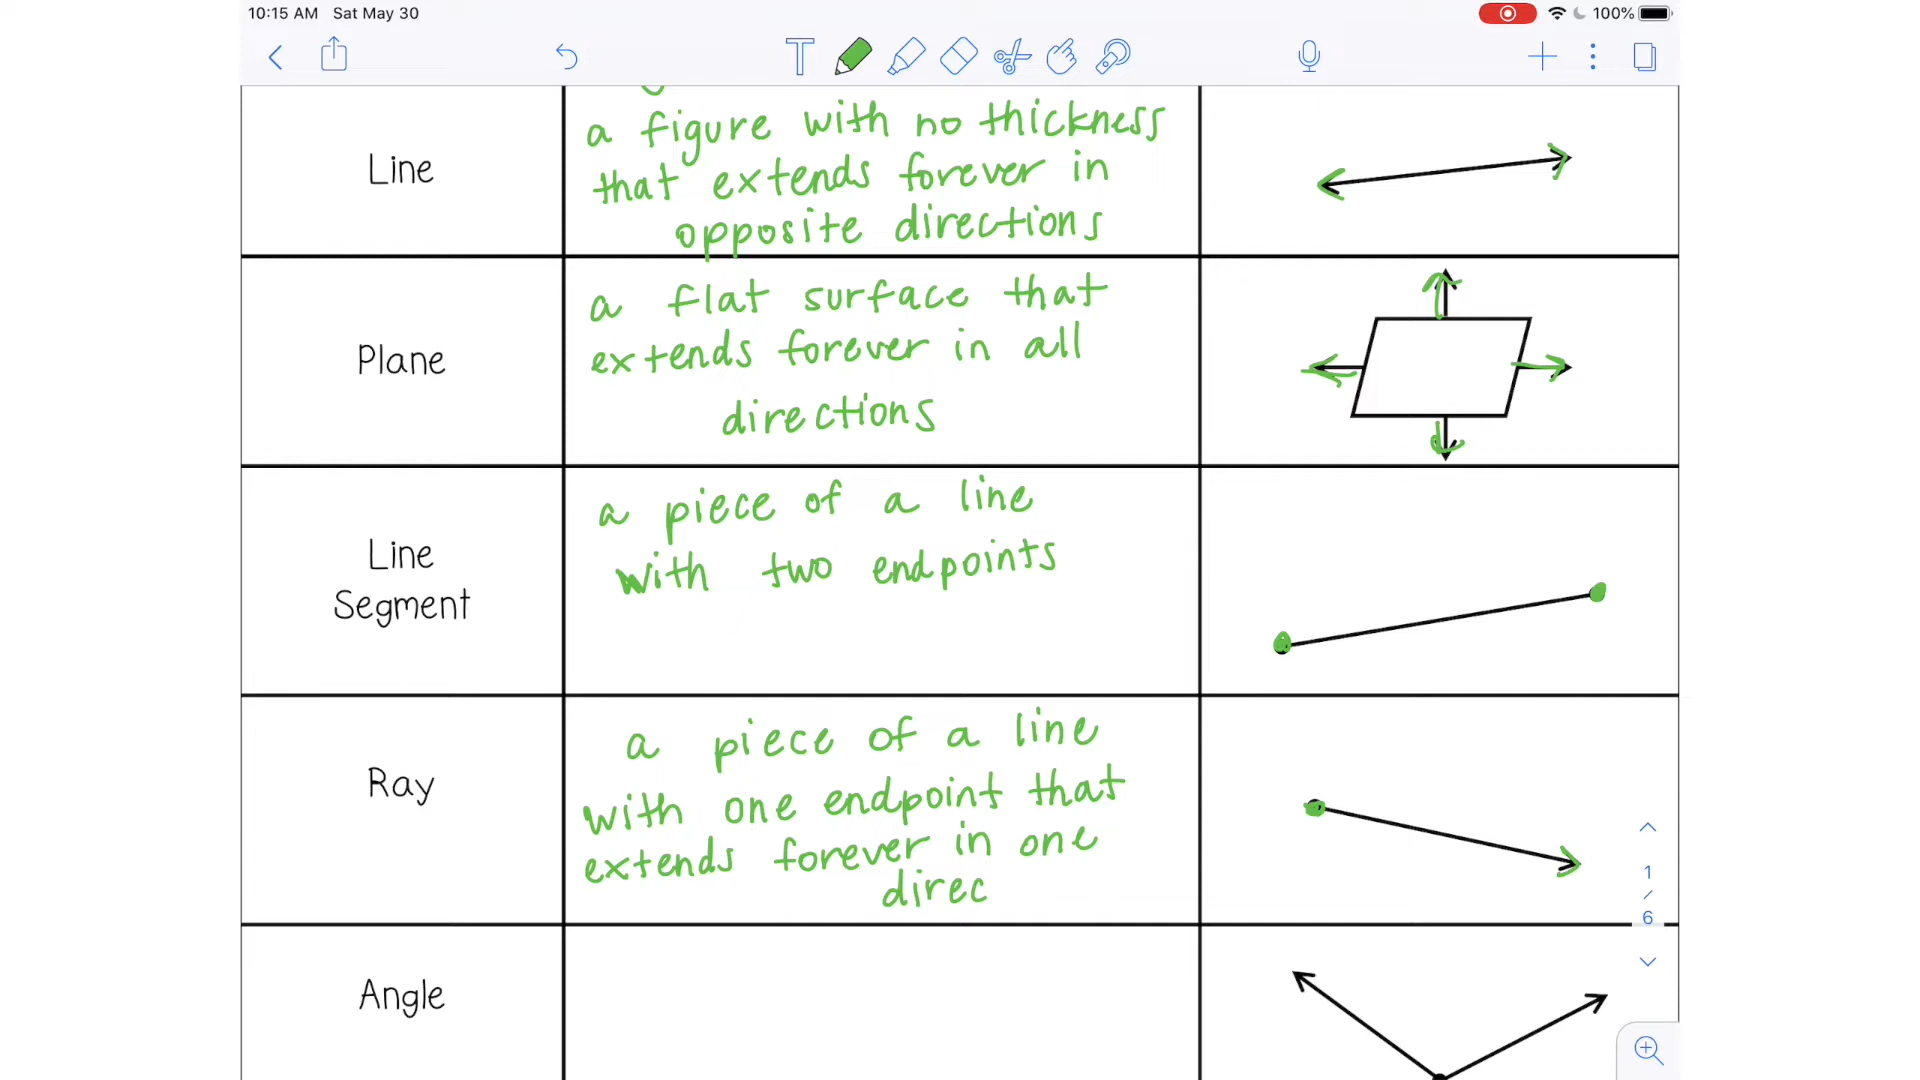 10:15 AM Sat May 30
100%
T
Line
a figure with no thickness
that extends forever in
opposite directions
Plane
a flat surface that
extends forever in all
directions
Line
Segment
a piece of a line
with two endpoints
Ray
a piece of a line
with one endpoint that
extends forever in one
direc
1
/
6
Angle